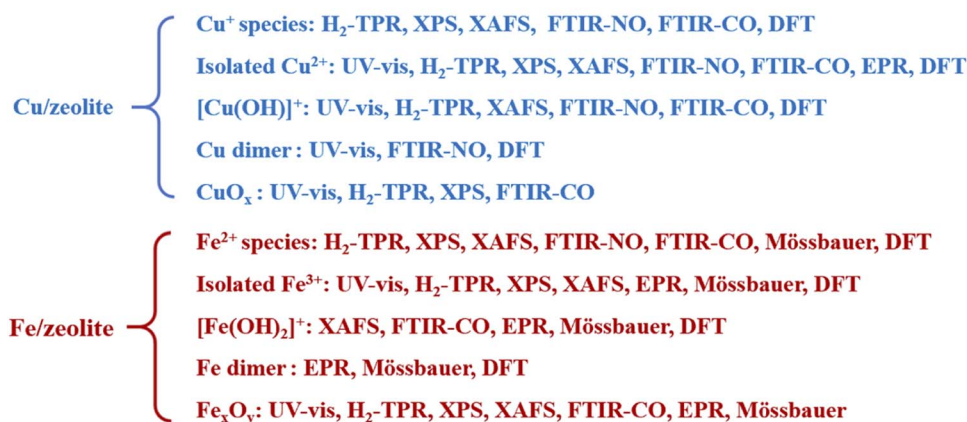 Cu/zeolite
Cu⁺ species: H₂-TPR, XPS, XAFS, FTIR-NO, FTIR-CO, DFT
Isolated Cu²⁺: UV-vis, H₂-TPR, XPS, XAFS, FTIR-NO, FTIR-CO, EPR, DFT
[Cu(OH)]⁺: UV-vis, H₂-TPR, XAFS, FTIR-NO, FTIR-CO, DFT
Cu dimer: UV-vis, FTIR-NO, DFT
CuOₓ: UV-vis, H₂-TPR, XPS, FTIR-CO
Fe/zeolite
Fe²⁺ species: H₂-TPR, XPS, XAFS, FTIR-NO, FTIR-CO, Mössbauer, DFT
Isolated Fe³⁺: UV-vis, H₂-TPR, XPS, XAFS, EPR, Mössbauer, DFT
[Fe(OH)₂]⁺: XAFS, FTIR-CO, EPR, Mössbauer, DFT
Fe dimer: EPR, Mössbauer, DFT
FeₓOᵧ: UV-vis, H₂-TPR, XPS, XAFS, FTIR-CO, EPR, Mössbauer